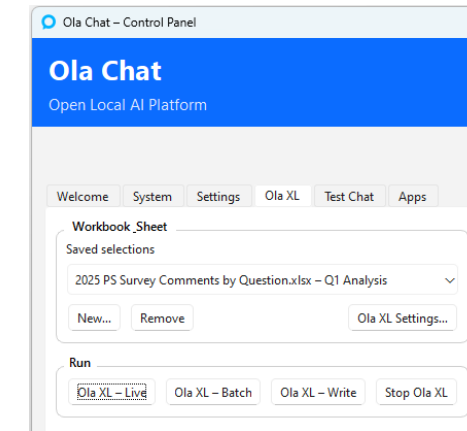 Ola Chat – Control Panel
Ola Chat
Open Local AI Platform
Welcome System Settings Ola XL Test Chat Apps
Workbook_Sheet
Saved selections
2025 PS Survey Comments by Question.xlsx – Q1 Analysis
New... Remove Ola XL Settings...
Run
Ola XL – Live Ola XL – Batch Ola XL – Write Stop Ola XL